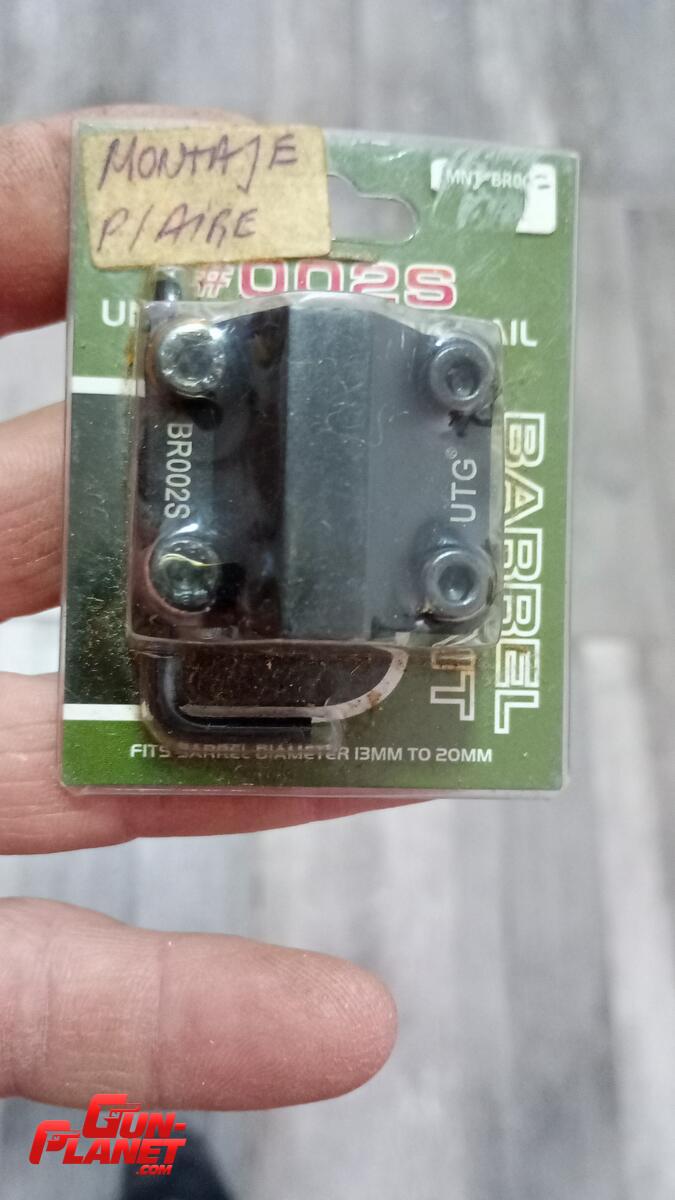 MONTAJE
P/AIRE
#002S
BR002S
UTG®
BARREL
FITS BARREL DIAMETER 13MM TO 20MM
GUN-
PLANET
.COM